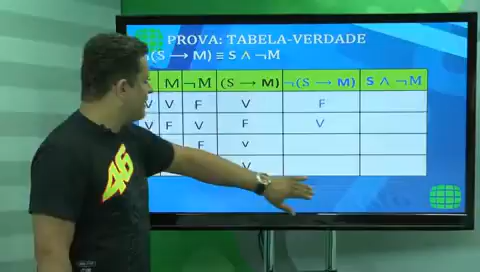 PROVA: TABELA-VERDADE
(S → M) ≡ S ∧ ¬M
M ¬M (S → M) ¬(S → M) S ∧ ¬M
V V F V F
V F V F V
F V
V
46